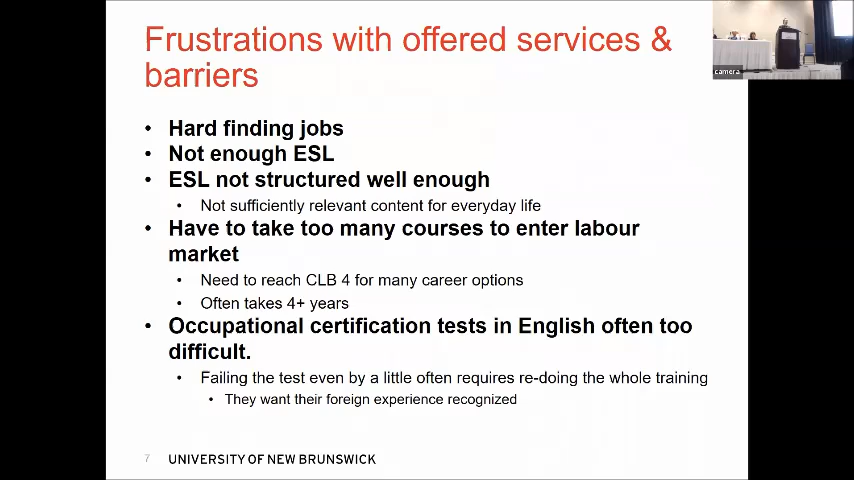 Frustrations with offered services &
barriers
• Hard finding jobs
• Not enough ESL
• ESL not structured well enough
• Not sufficiently relevant content for everyday life
• Have to take too many courses to enter labour
market
• Need to reach CLB 4 for many career options
• Often takes 4+ years
• Occupational certification tests in English often too
difficult.
• Failing the test even by a little often requires re-doing the whole training
• They want their foreign experience recognized
7 UNIVERSITY OF NEW BRUNSWICK
camera